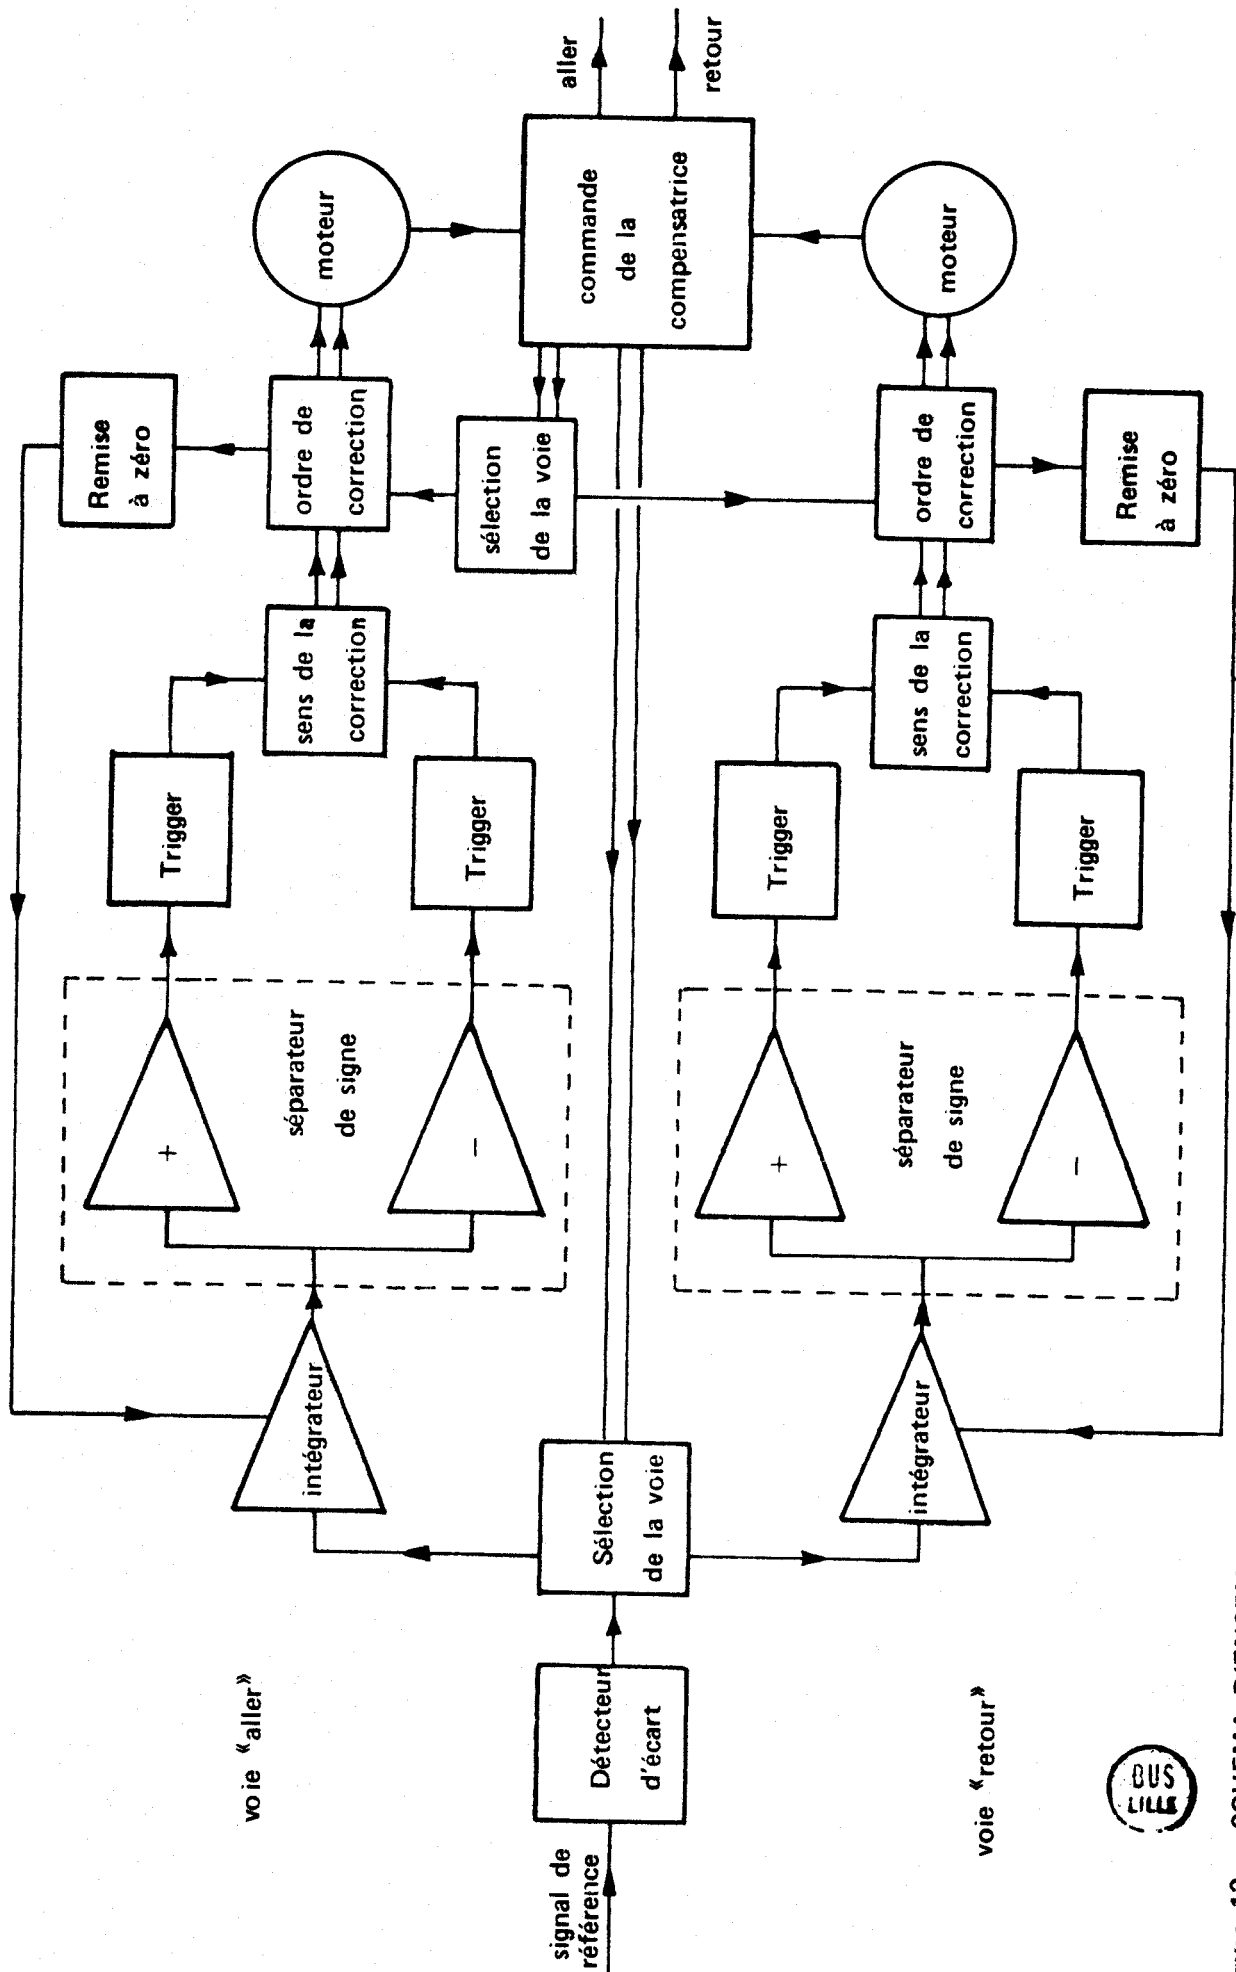 voie «aller»
signal de
référence
Détecteur
d'écart
Sélection
de la voie
intégrateur
séparateur
de signe
+
−
Trigger
Trigger
sens de la
correction
ordre de
correction
Remise
à zéro
moteur
sélection
de la voie
commande
de la
compensatrice
aller
retour
voie «retour»
intégrateur
séparateur
de signe
+
−
Trigger
Trigger
sens de la
correction
ordre de
correction
Remise
à zéro
moteur
BUS
LILLE